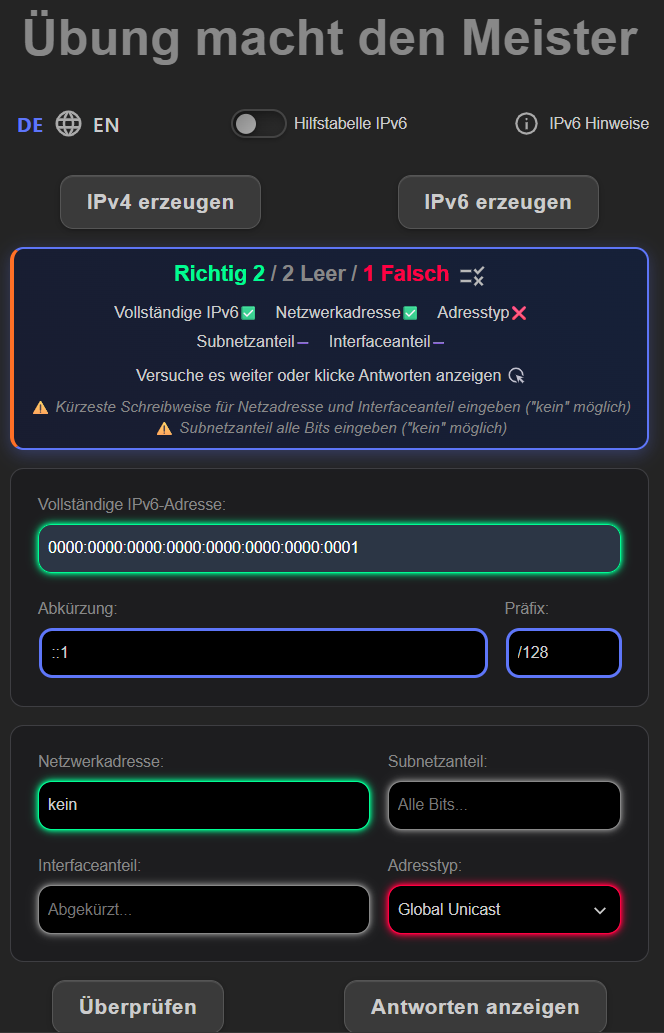 Übung macht den Meister
DE EN Hilfstabelle IPv6 IPv6 Hinweise
IPv4 erzeugen IPv6 erzeugen
Richtig 2 / 2 Leer / 1 Falsch
Vollständige IPv6✅ Netzwerkadresse✅ Adresstyp❌
Subnetzanteil➖ Interfaceanteil➖
Versuche es weiter oder klicke Antworten anzeigen
⚠️ Kürzeste Schreibweise für Netzadresse und Interfaceanteil eingeben ("kein" möglich)
⚠️ Subnetzanteil alle Bits eingeben ("kein" möglich)
Vollständige IPv6-Adresse:
0000:0000:0000:0000:0000:0000:0000:0001
Abkürzung: Präfix:
::1 /128
Netzwerkadresse: Subnetzanteil:
kein Alle Bits...
Interfaceanteil: Adresstyp:
Abgekürzt... Global Unicast
Überprüfen Antworten anzeigen